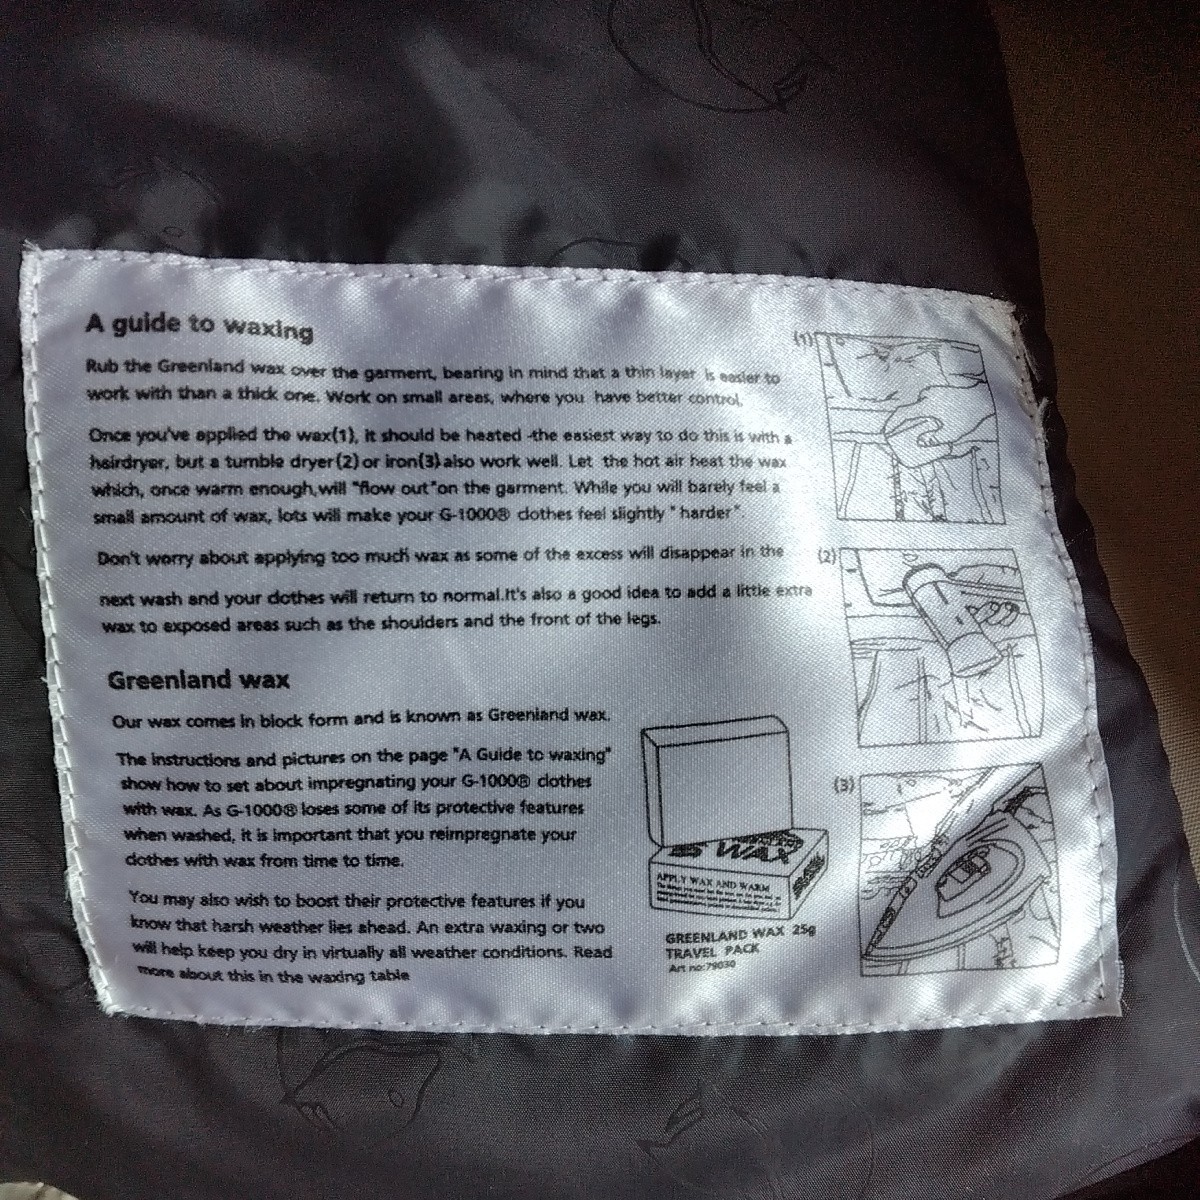 A guide to waxing
Rub the Greenland wax over the garment, bearing in mind that a thin layer is easier to
work with than a thick one. Work on small areas, where you have better control.
Once you've applied the wax(1), it should be heated -the easiest way to do this is with a
hairdryer, but a tumble dryer(2) or iron(3) also work well. Let the hot air heat the wax
which, once warm enough,will "flow out"on the garment. While you will barely feel a
small amount of wax, lots will make your G-1000® clothes feel slightly " harder".
Don't worry about applying too much wax as some of the excess will disappear in the
next wash and your clothes will return to normal.It's also a good idea to add a little extra
wax to exposed areas such as the shoulders and the front of the legs.
(1)
(2)
(3)
Greenland wax
Our wax comes in block form and is known as Greenland wax.
The instructions and pictures on the page "A Guide to waxing"
show how to set about impregnating your G-1000® clothes
with wax. As G-1000® loses some of its protective features
when washed, it is important that you reimpregnate your
clothes with wax from time to time.
You may also wish to boost their protective features if you
know that harsh weather lies ahead. An extra waxing or two
will help keep you dry in virtually all weather conditions. Read
more about this in the waxing table
WAX
APPLY WAX AND WARM
GREENLAND WAX 25g
TRAVEL PACK
Art no:79030